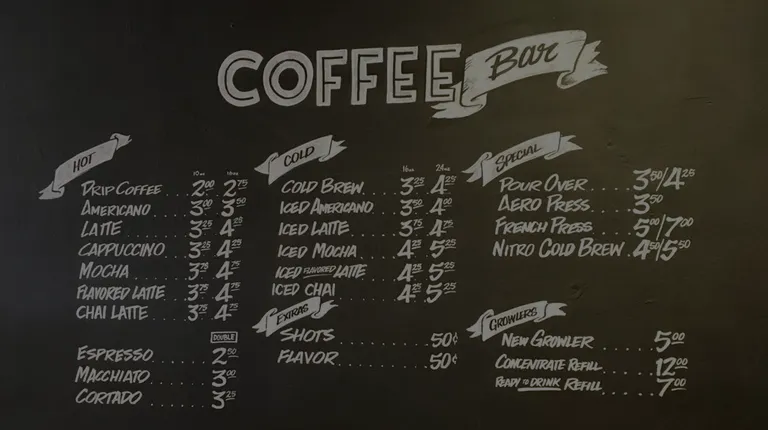 COFFEE Bar
HOT
10oz 16oz
DRIP COFFEE 2.00 2.75
AMERICANO 3.00 3.50
LATTE 3.25 4.25
CAPPUCCINO 3.25 4.25
MOCHA 3.75 4.75
FLAVORED LATTE 3.75 4.75
CHAI LATTE 3.75 4.75
DOUBLE
ESPRESSO 2.50
MACCHIATO 3.00
CORTADO 3.25
COLD
16oz 24oz
COLD BREW 3.25 4.25
ICED AMERICANO 3.50 4.00
ICED LATTE 3.75 4.75
ICED MOCHA 4.25 5.25
ICED FLAVORED LATTE 4.25 5.25
ICED CHAI 4.25 5.25
EXTRAS
SHOTS 50¢
FLAVOR 50¢
SPECIAL
POUR OVER 3.50/4.25
AERO PRESS 3.50
FRENCH PRESS 5.00/7.00
NITRO COLD BREW 4.50/5.50
GROWLERS
NEW GROWLER 5.00
CONCENTRATE REFILL 12.00
READY TO DRINK REFILL 7.00